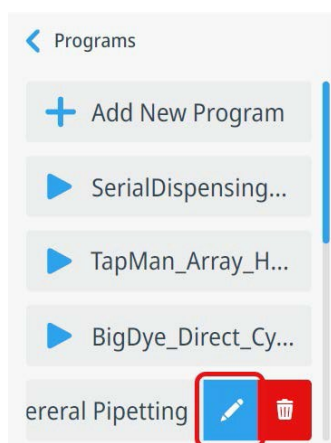 Programs
Add New Program
SerialDispensing...
TapMan_Array_H...
BigDye_Direct_Cy...
ereral Pipetting